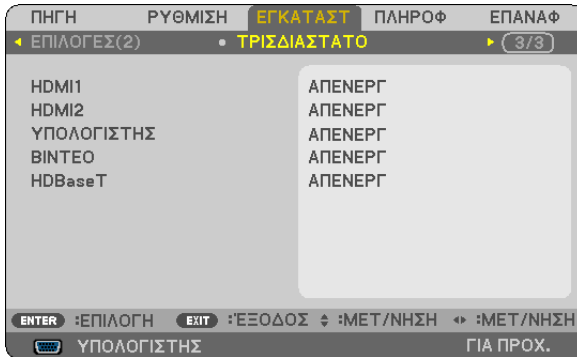 ΠΗΓΗ ΡΥΘΜΙΣΗ ΕΓΚΑΤΑΣΤ ΠΛΗΡΟΦ ΕΠΑΝΑΦ
ΕΠΙΛΟΓΕΣ(2) • ΤΡΙΣΔΙΑΣΤΑΤΟ 3/3
HDMI1 ΑΠΕΝΕΡΓ
HDMI2 ΑΠΕΝΕΡΓ
ΥΠΟΛΟΓΙΣΤΗΣ ΑΠΕΝΕΡΓ
ΒΙΝΤΕΟ ΑΠΕΝΕΡΓ
HDBaseT ΑΠΕΝΕΡΓ
ENTER :ΕΠΙΛΟΓΗ EXIT :ΈΞΟΔΟΣ :ΜΕΤ/ΝΗΣΗ :ΜΕΤ/ΝΗΣΗ
ΥΠΟΛΟΓΙΣΤΗΣ ΓΙΑ ΠΡΟΧ.